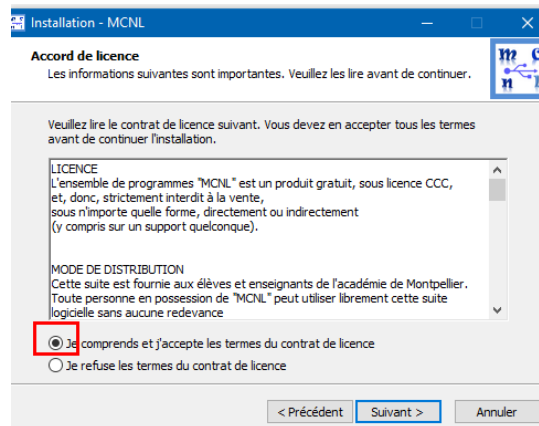 Installation - MCNL
Accord de licence
Les informations suivantes sont importantes. Veuillez les lire avant de continuer.
m
n
Veuillez lire le contrat de licence suivant. Vous devez en accepter tous les termes
avant de continuer l'installation.
LICENCE
L'ensemble de programmes "MCNL" est un produit gratuit, sous licence CCC,
et, donc, strictement interdit à la vente,
sous n'importe quelle forme, directement ou indirectement
(y compris sur un support quelconque).
MODE DE DISTRIBUTION
Cette suite est fournie aux élèves et enseignants de l'académie de Montpellier.
Toute personne en possession de "MCNL" peut utiliser librement cette suite
logicielle sans aucune redevance
Je comprends et j'accepte les termes du contrat de licence
Je refuse les termes du contrat de licence
< Précédent Suivant > Annuler